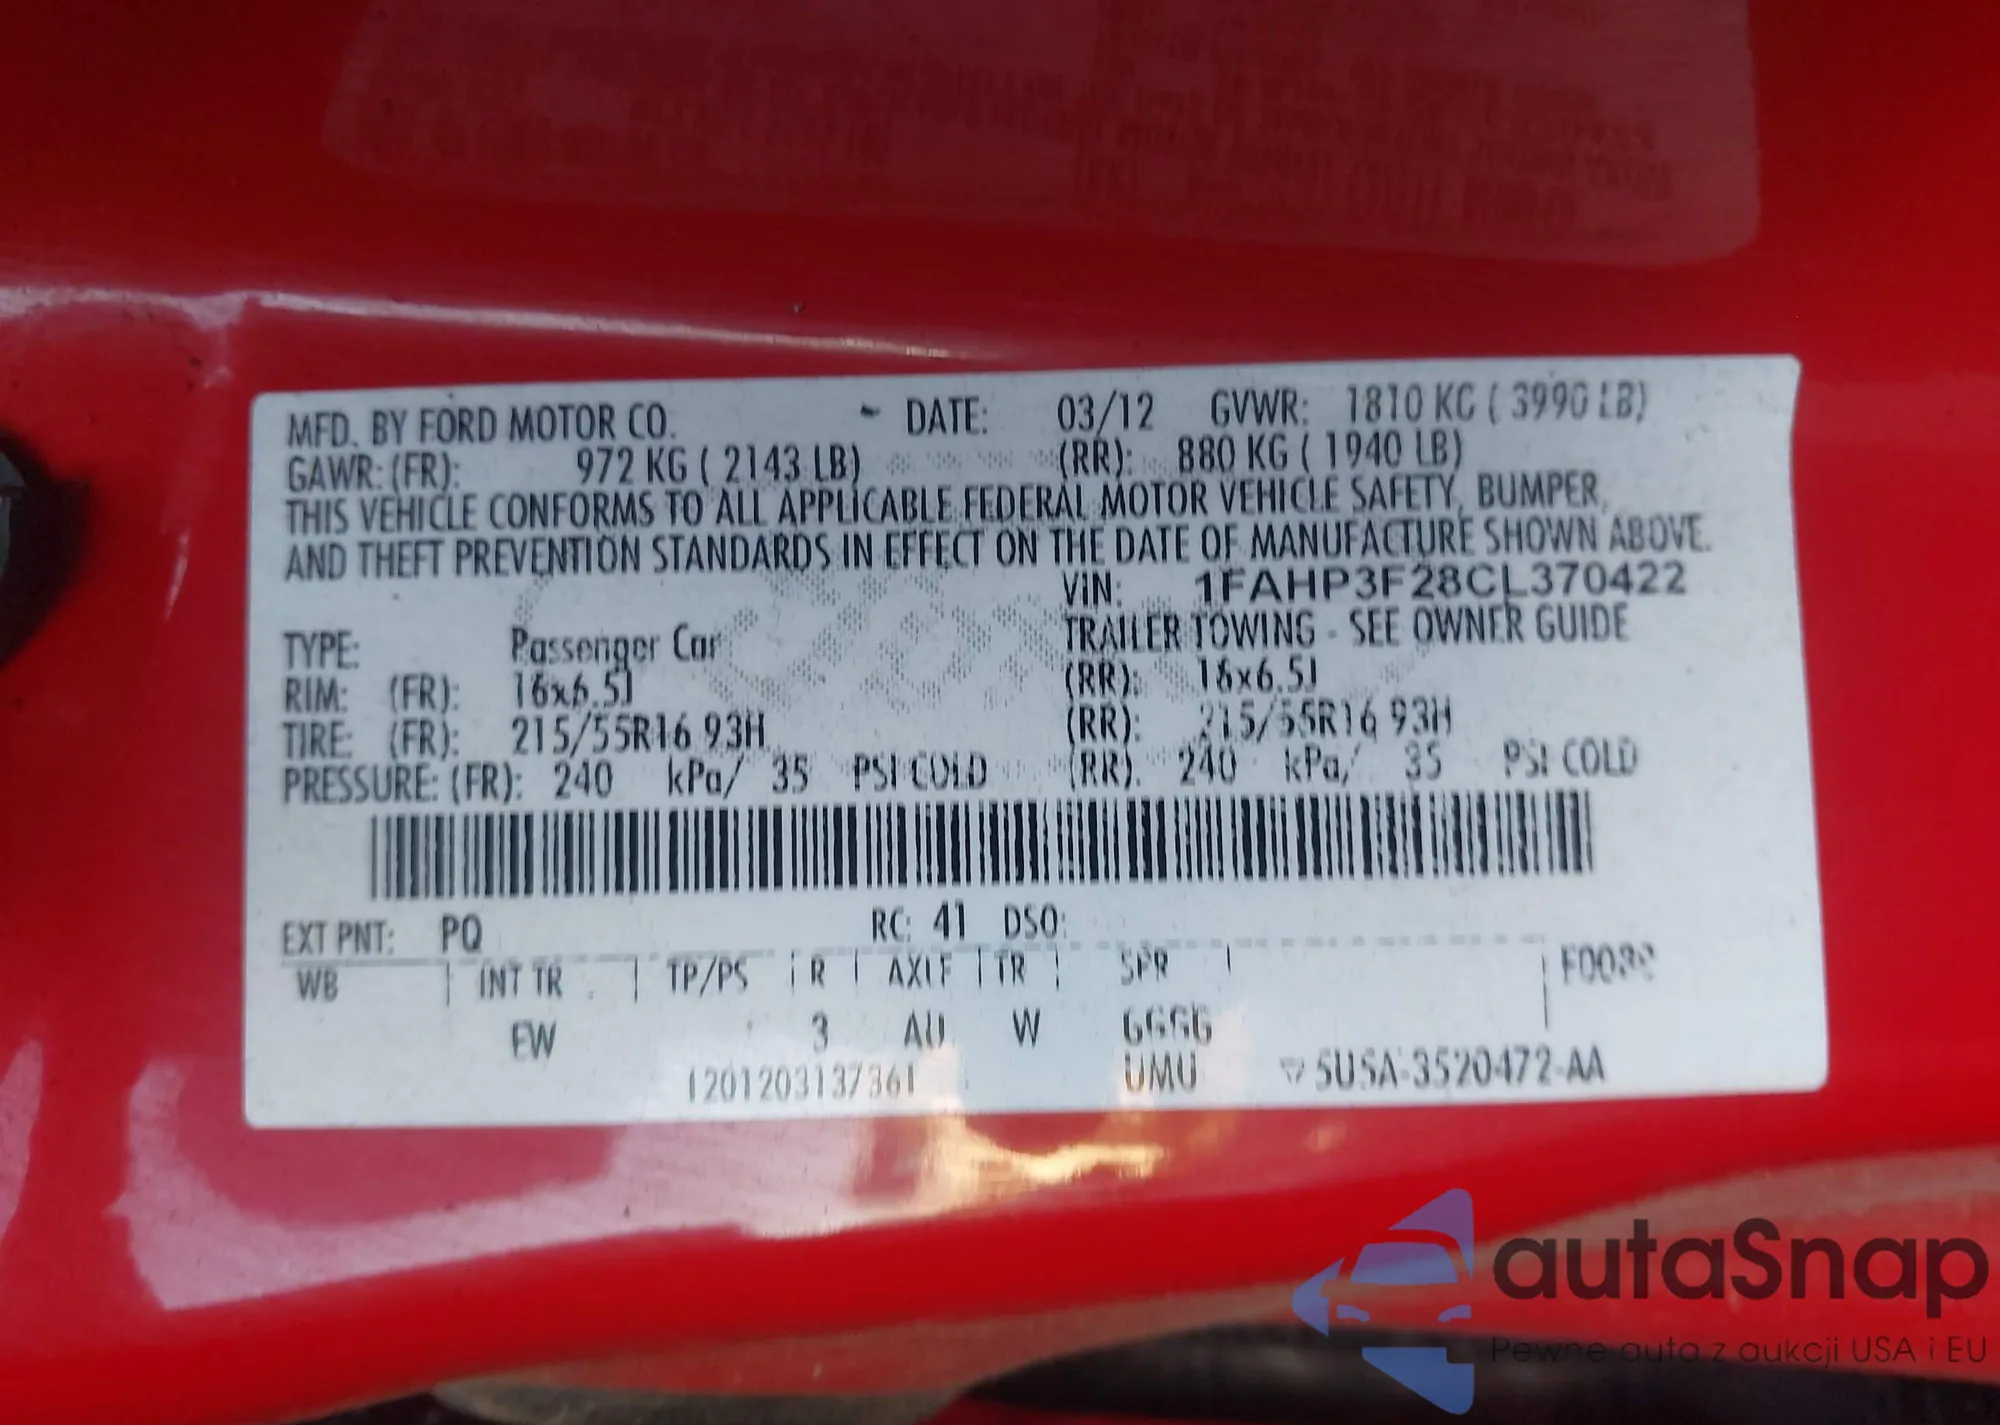 MFD. BY FORD MOTOR CO. DATE: 03/12 GVWR: 1810 KG ( 3990 LB)
GAWR: (FR): 972 KG ( 2143 LB) (RR): 880 KG ( 1940 LB)
THIS VEHICLE CONFORMS TO ALL APPLICABLE FEDERAL MOTOR VEHICLE SAFETY, BUMPER,
AND THEFT PREVENTION STANDARDS IN EFFECT ON THE DATE OF MANUFACTURE SHOWN ABOVE.
VIN: 1FAHP3F28CL370422
TYPE: Passenger Car TRAILER TOWING - SEE OWNER GUIDE
RIM: (FR): 16x6.5J (RR): 16x6.5J
TIRE: (FR): 215/55R16 93H (RR): 215/55R16 93H
PRESSURE: (FR): 240 kPa/ 35 PSI COLD (RR): 240 kPa/ 35 PSI COLD
EXT PNT: PQ RC: 41 DSO:
WB INT TR TP/PS R AXLE TR SPR
EW 3 AU W GGGG
1201203137361 UMU 5USA-3520472-AA
autaSnap
Pewne auta z aukcji USA i EU